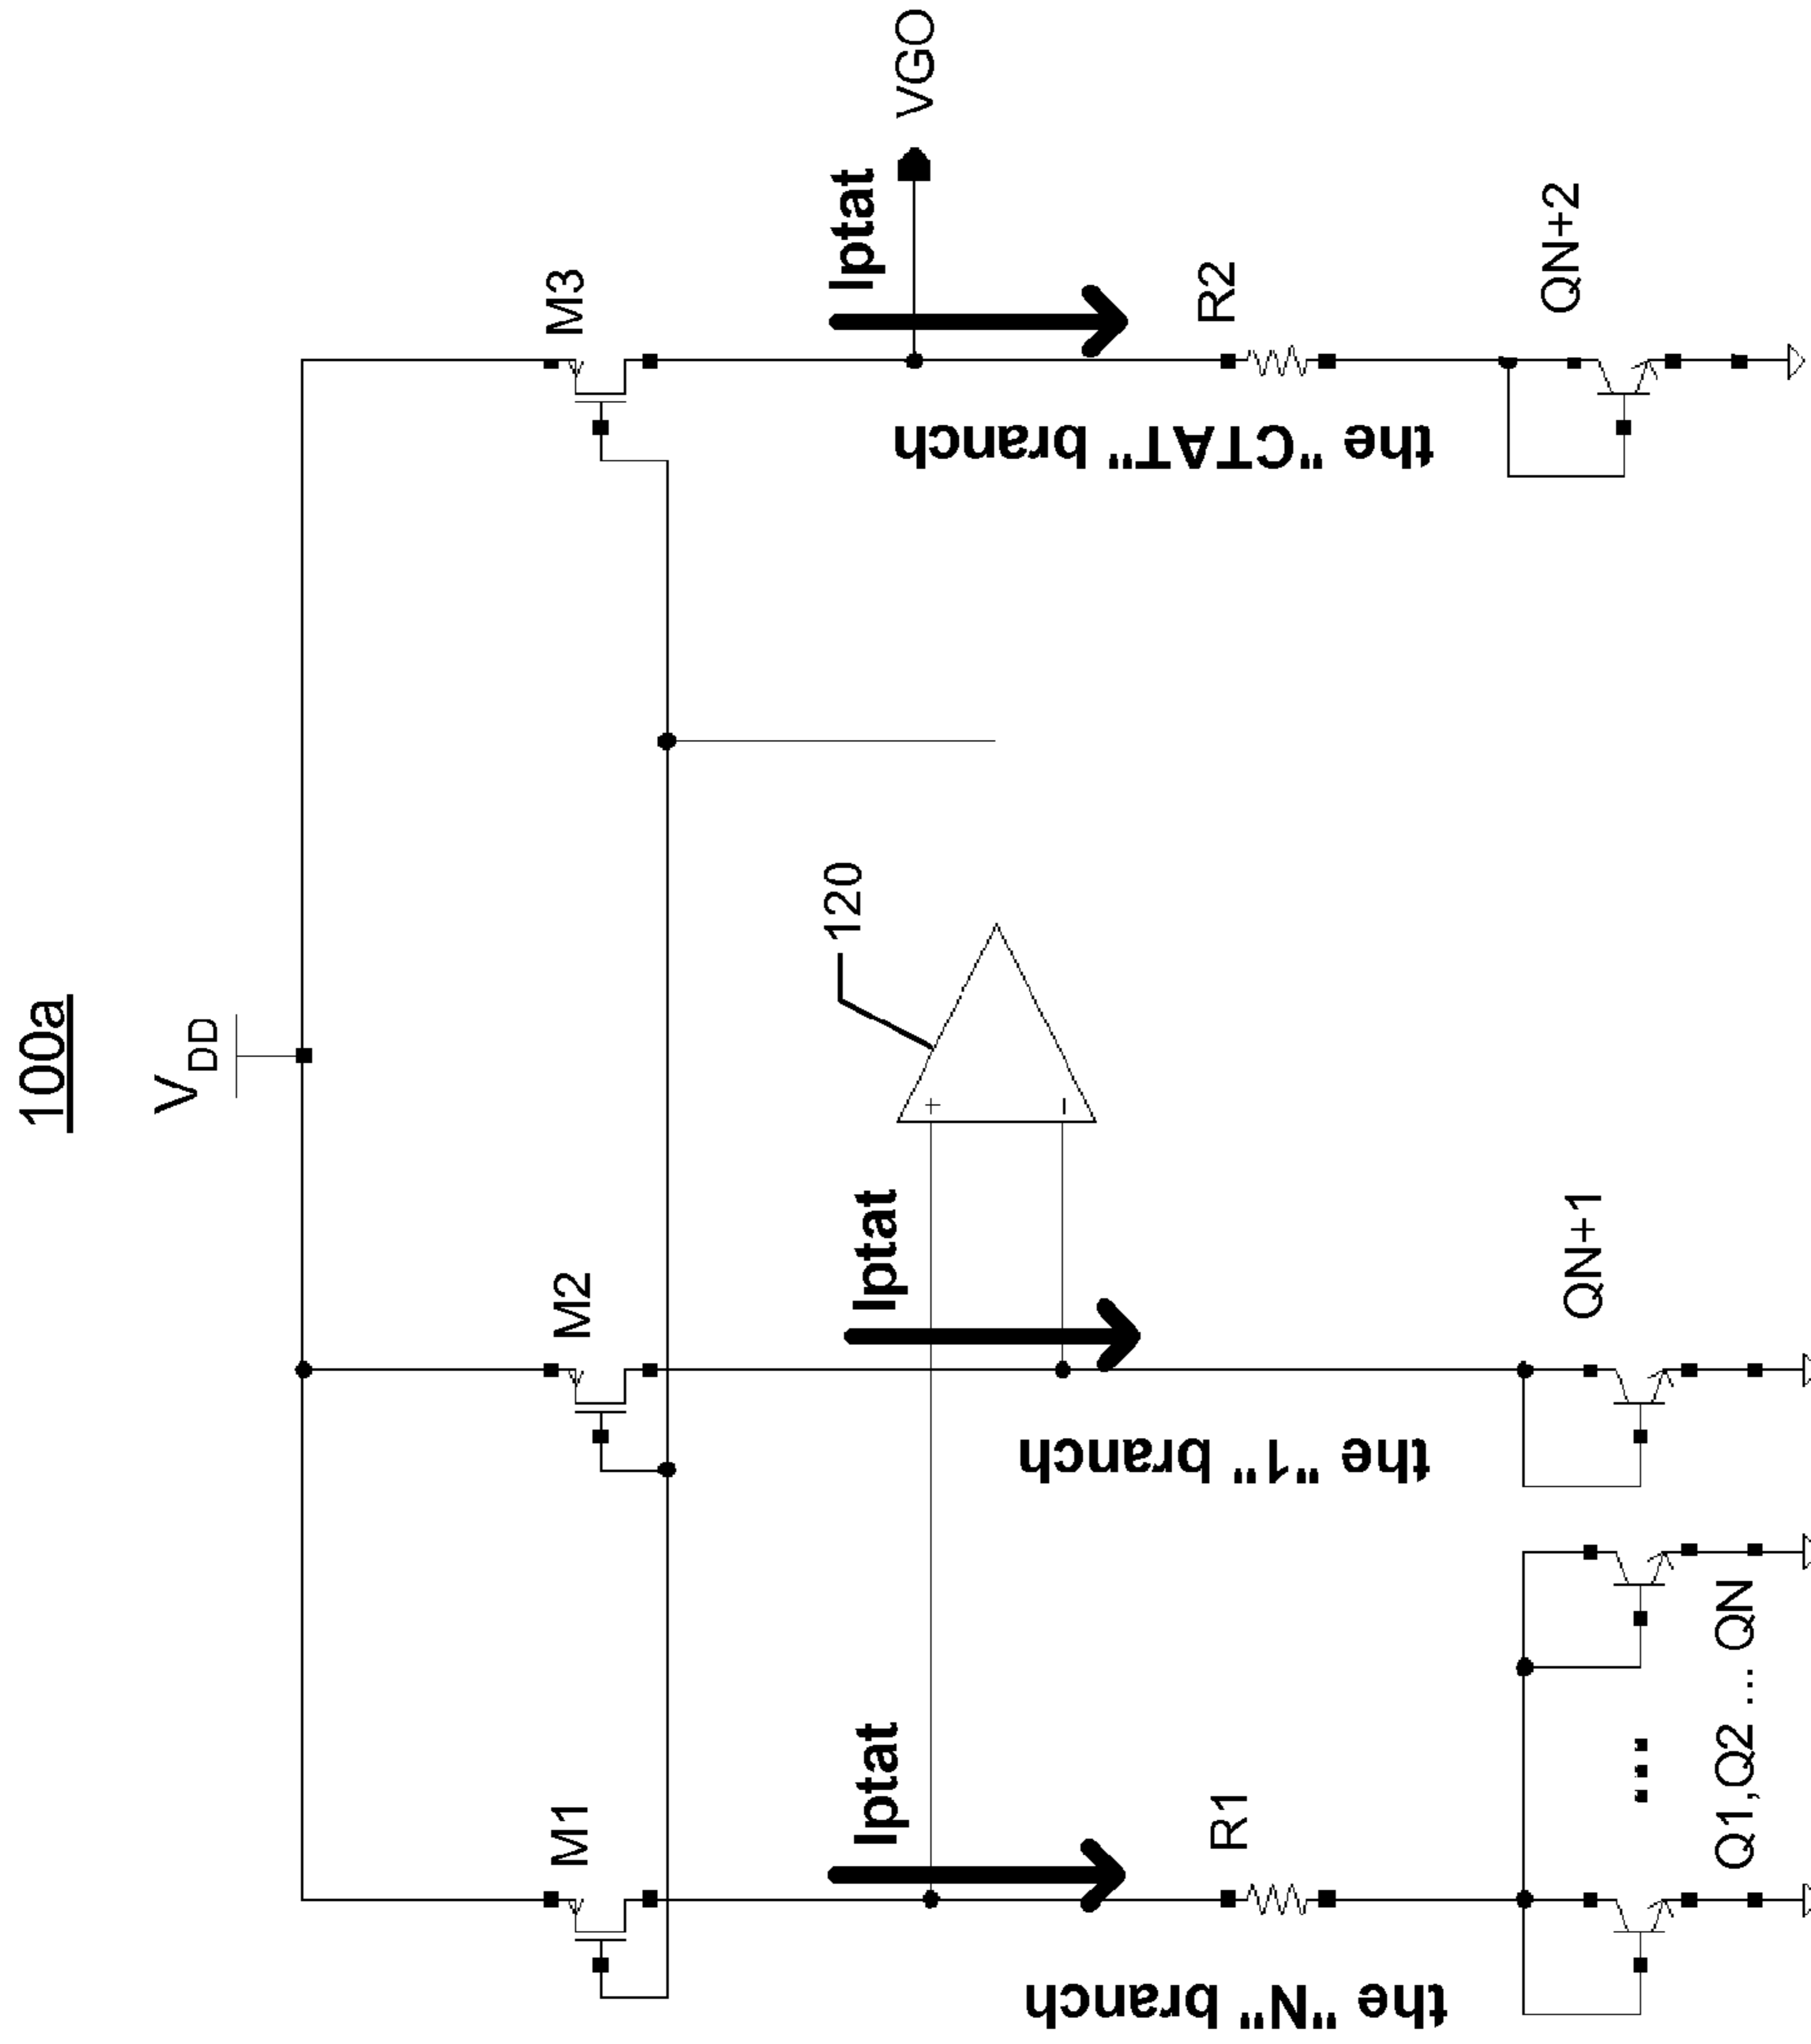 100a
VDD
M1
M2
M3
Iptat
Iptat
Iptat
VGO
120
+
-
R1
R2
the "N" branch
the "1" branch
the "CTAT" branch
QN+1
QN+2
...
Q1,Q2 ... QN